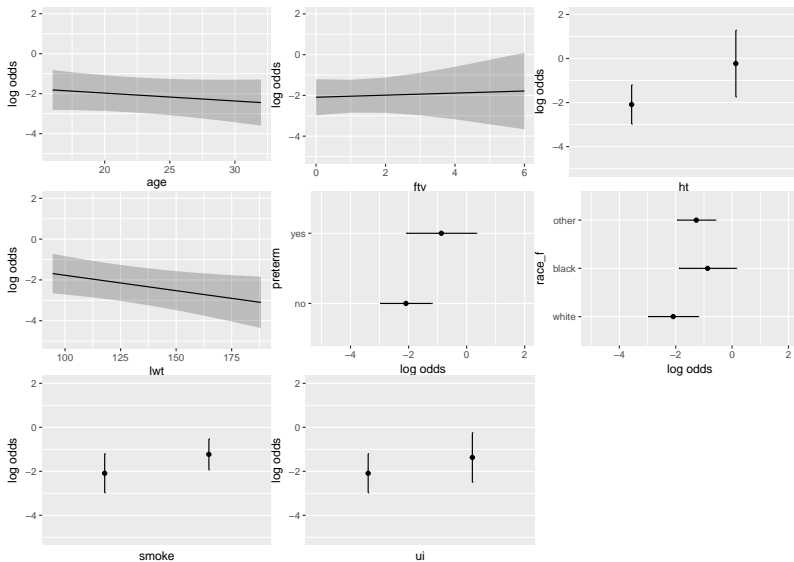 2
0
−2
−4
log odds
20
25
30
age
2
0
−2
−4
log odds
0
2
4
6
ftv
2
0
−2
−4
log odds
ht
2
0
−2
−4
log odds
100
125
150
175
lwt
yes
no
preterm
−4
−2
0
2
log odds
other
black
white
race_f
−4
−2
0
2
log odds
2
0
−2
−4
log odds
smoke
2
0
−2
−4
log odds
ui